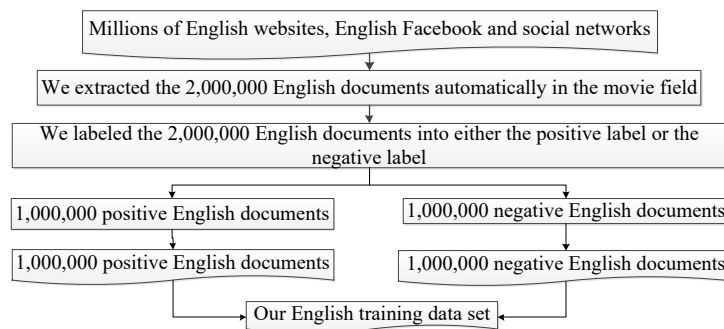 Millions of English websites, English Facebook and social networks
We extracted the 2,000,000 English documents automatically in the movie field
We labeled the 2,000,000 English documents into either the positive label or the
negative label
1,000,000 positive English documents
1,000,000 negative English documents
1,000,000 positive English documents
1,000,000 negative English documents
Our English training data set